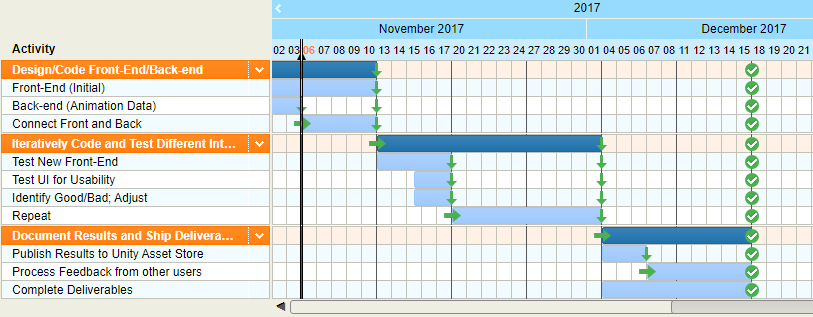 2017
November 2017 December 2017
Activity 02 03 06 07 08 09 10 13 14 15 16 17 20 21 22 23 24 27 28 29 30 01 04 05 06 07 08 11 12 13 14 15 18 19 20 21
Design/Code Front-End/Back-end
Front-End (Initial)
Back-end (Animation Data)
Connect Front and Back
Iteratively Code and Test Different Int...
Test New Front-End
Test UI for Usability
Identify Good/Bad; Adjust
Repeat
Document Results and Ship Delivera...
Publish Results to Unity Asset Store
Process Feedback from other users
Complete Deliverables